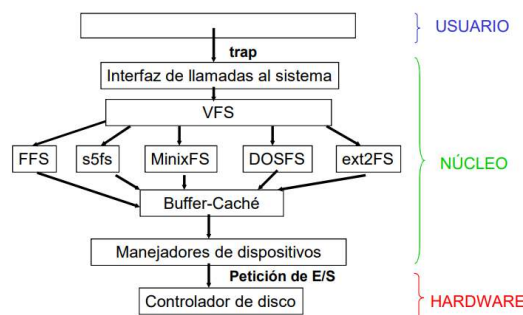 USUARIO
trap
Interfaz de llamadas al sistema
VFS
FFS s5fs MinixFS DOSFS ext2FS
NÚCLEO
Buffer-Caché
Manejadores de dispositivos
Petición de E/S
Controlador de disco
HARDWARE